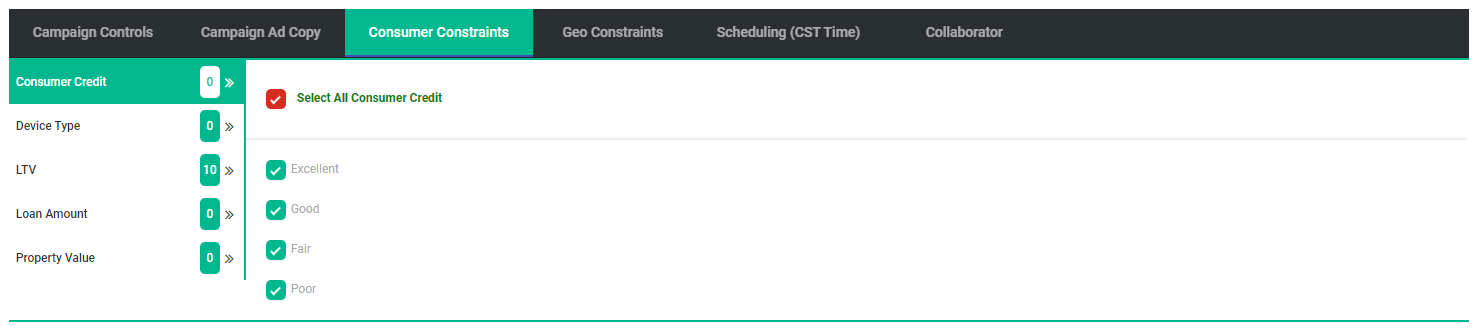 Campaign Controls Campaign Ad Copy Consumer Constraints Geo Constraints Scheduling (CST Time) Collaborator
Consumer Credit 0 »
Device Type 0 »
LTV 10 »
Loan Amount 0 »
Property Value 0 »
Select All Consumer Credit
Excellent
Good
Fair
Poor